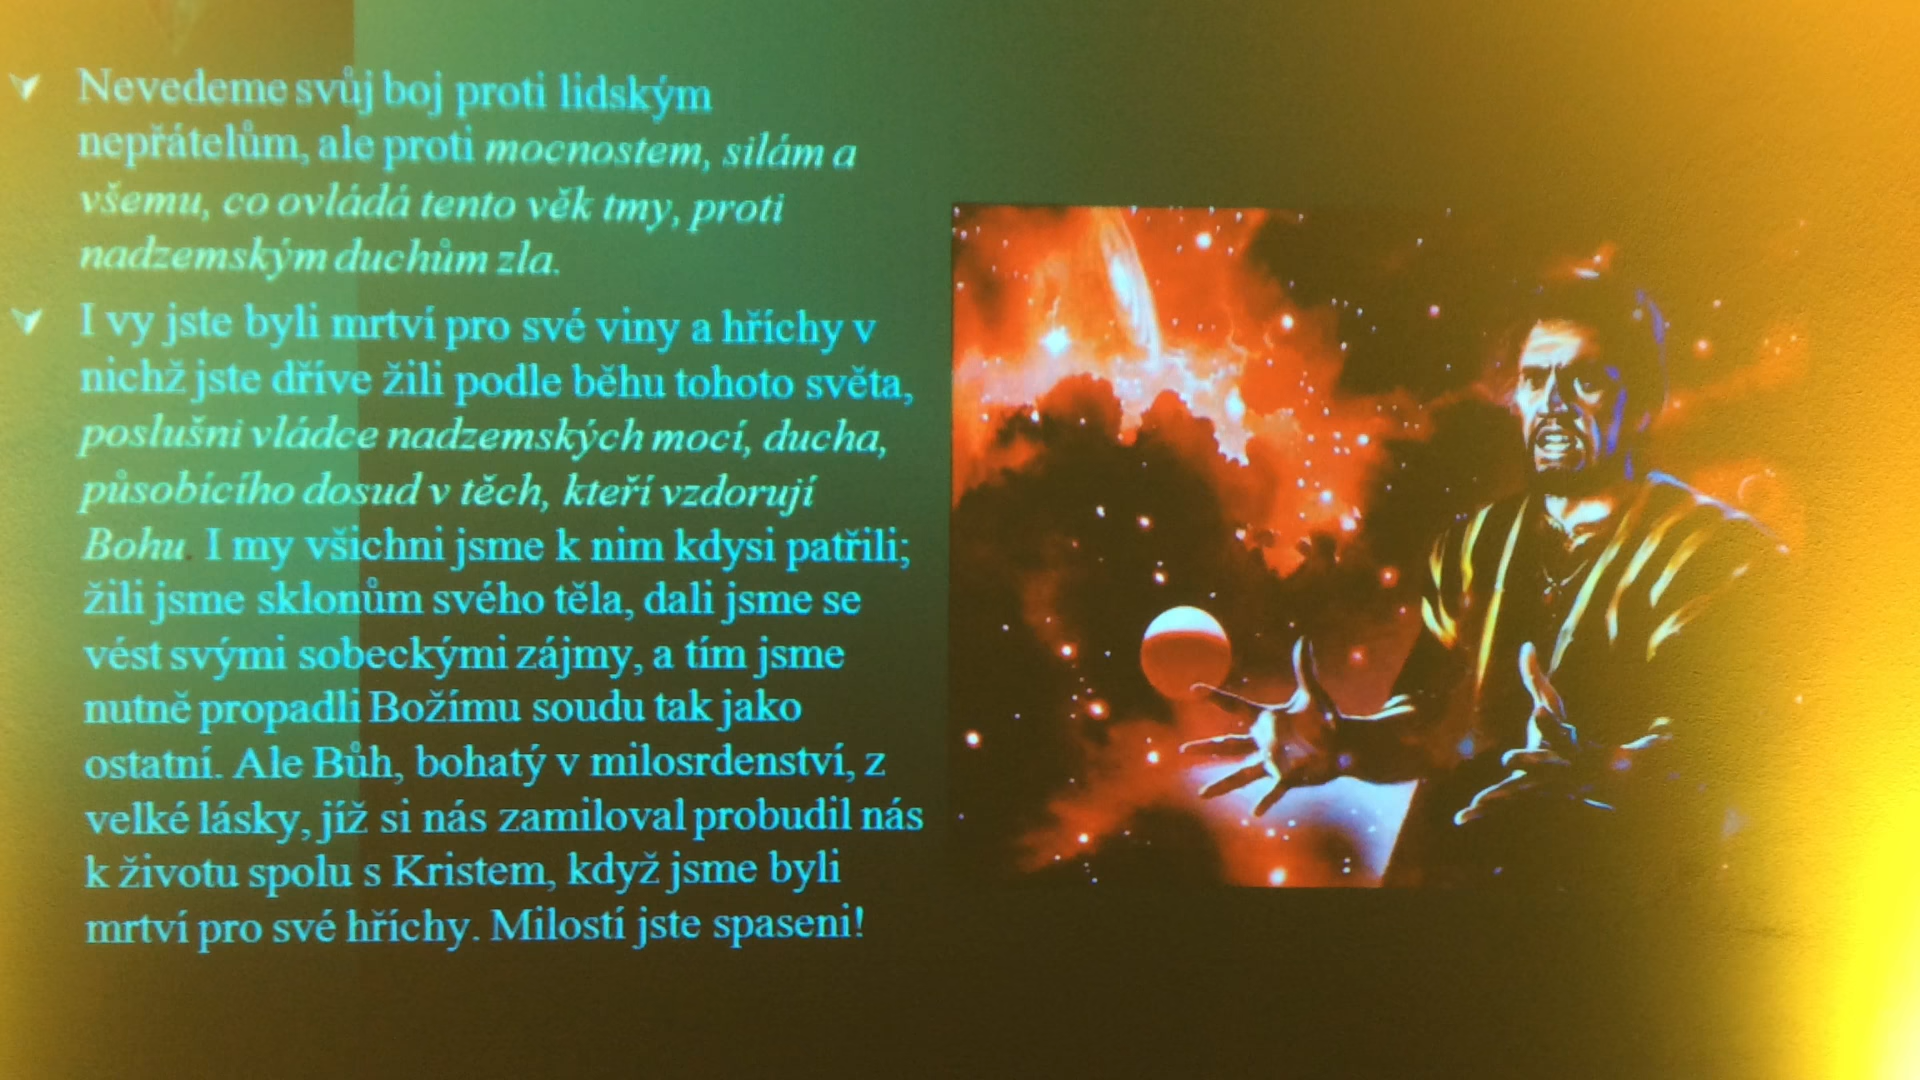 Nevedeme svůj boj proti lidským
nepřátelům, ale proti mocnostem, silám a
všemu, co ovládá tento věk tmy, proti
nadzemským duchům zla.
I vy jste byli mrtví pro své viny a hříchy v
nichž jste dříve žili podle běhu tohoto světa,
poslušni vládce nadzemských mocí, ducha,
působícího dosud v těch, kteří vzdorují
Bohu. I my všichni jsme k nim kdysi patřili;
žili jsme sklonům svého těla, dali jsme se
vést svými sobeckými zájmy, a tím jsme
nutně propadli Božímu soudu tak jako
ostatní. Ale Bůh, bohatý v milosrdenství, z
velké lásky, jíž si nás zamiloval probudil nás
k životu spolu s Kristem, když jsme byli
mrtví pro své hříchy. Milostí jste spaseni!